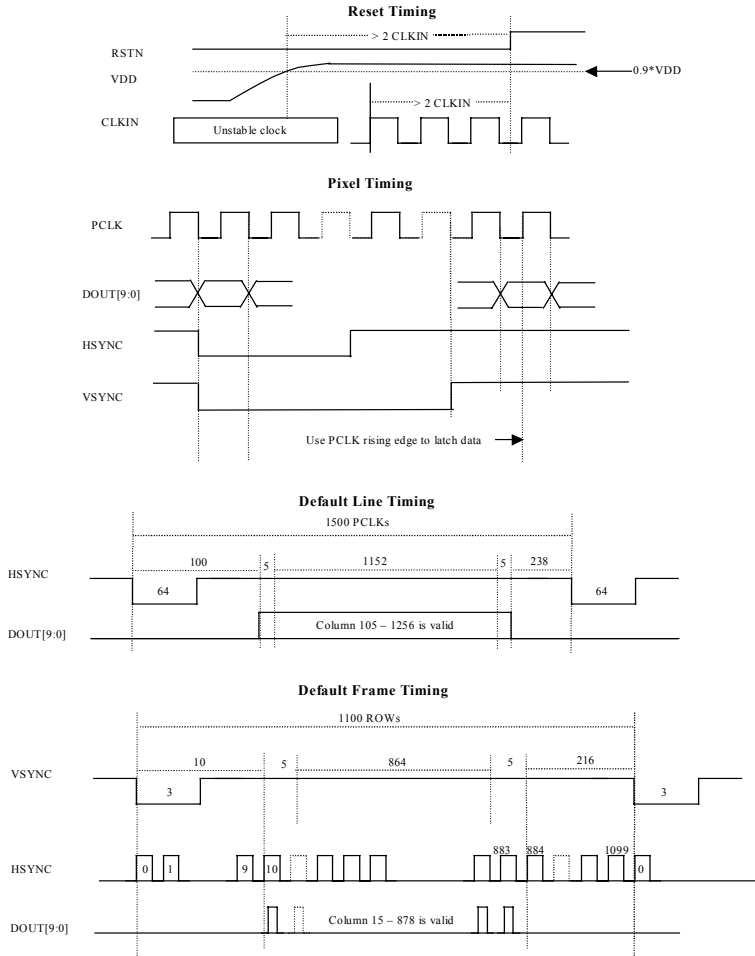 Reset Timing
> 2 CLKIN
RSTN
VDD
0.9*VDD
> 2 CLKIN
CLKIN
Unstable clock
Pixel Timing
PCLK
DOUT[9:0]
HSYNC
VSYNC
Use PCLK rising edge to latch data
Default Line Timing
1500 PCLKs
100 5 1152 5 238
HSYNC
64 64
Column 105 – 1256 is valid
DOUT[9:0]
Default Frame Timing
1100 ROWs
10 5 864 5 216
VSYNC
3 3
883 884 1099
HSYNC
0 1 9 10 0
Column 15 – 878 is valid
DOUT[9:0]